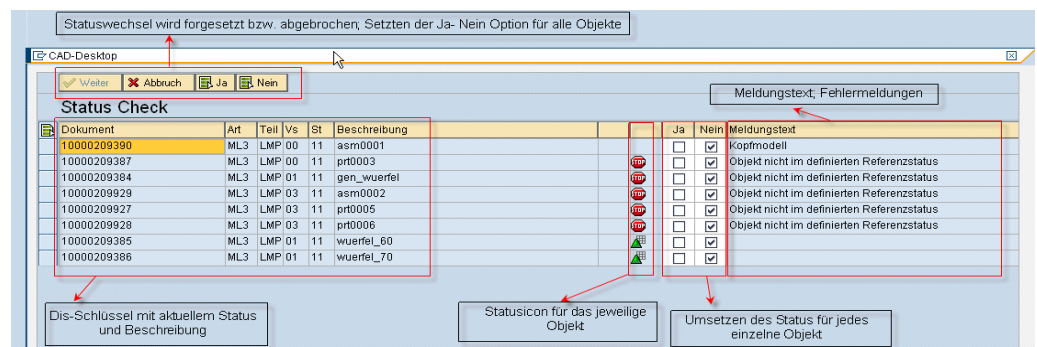 Statuswechsel wird forgesetzt bzw. abgebrochen; Setzten der Ja- Nein Option für alle Objekte
CAD-Desktop
Weiter Abbruch Ja Nein
Meldungstext; Fehlermeldungen
Status Check
Dokument Art Teil Vs St Beschreibung Ja Nein Meldungstext
10000209390 ML3 LMP 00 11 asm0001 Kopfmodell
10000209387 ML3 LMP 00 11 prt0003 STOP Objekt nicht im definierten Referenzstatus
10000209384 ML3 LMP 01 11 gen_wuerfel STOP Objekt nicht im definierten Referenzstatus
10000209929 ML3 LMP 03 11 asm0002 STOP Objekt nicht im definierten Referenzstatus
10000209927 ML3 LMP 03 11 prt0005 STOP Objekt nicht im definierten Referenzstatus
10000209928 ML3 LMP 03 11 prt0006 STOP Objekt nicht im definierten Referenzstatus
10000209385 ML3 LMP 01 11 wuerfel_60
10000209386 ML3 LMP 01 11 wuerfel_70
Dis-Schlüssel mit aktuellem Status
und Beschreibung
Statusicon für das jeweilige
Objekt
Umsetzen des Status für jedes
einzelne Objekt